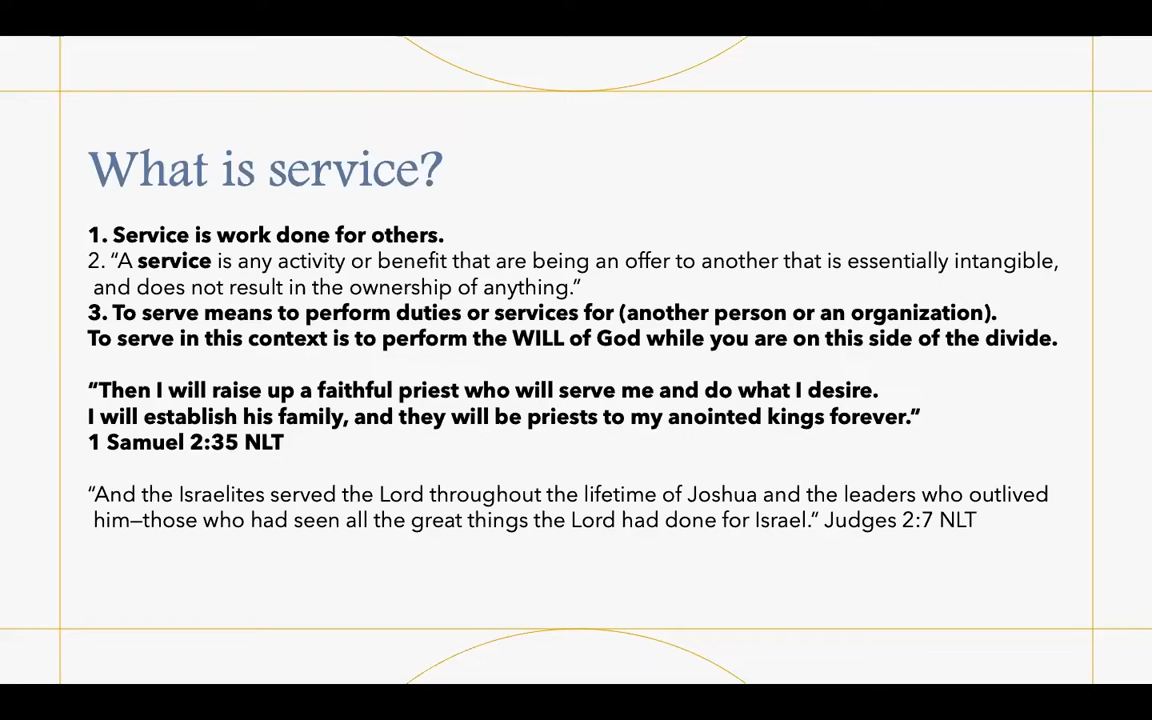 What is service?
1. Service is work done for others.
2. “A service is any activity or benefit that are being an offer to another that is essentially intangible,
and does not result in the ownership of anything.”
3. To serve means to perform duties or services for (another person or an organization).
To serve in this context is to perform the WILL of God while you are on this side of the divide.
“Then I will raise up a faithful priest who will serve me and do what I desire.
I will establish his family, and they will be priests to my anointed kings forever.”
1 Samuel 2:35 NLT
“And the Israelites served the Lord throughout the lifetime of Joshua and the leaders who outlived
him—those who had seen all the great things the Lord had done for Israel.” Judges 2:7 NLT